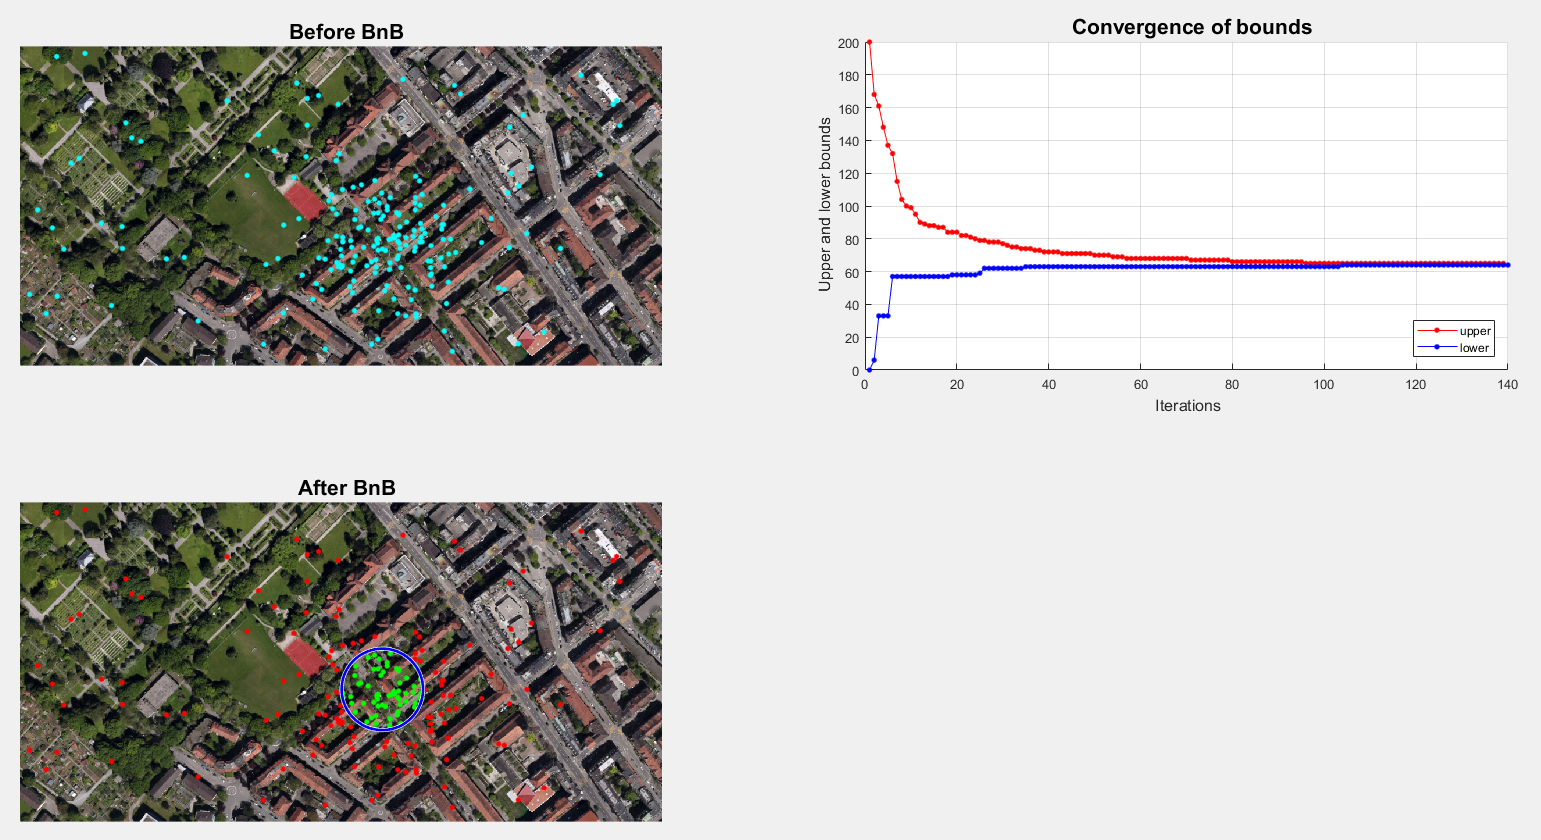 Before BnB
Convergence of bounds
Upper and lower bounds
200
180
160
140
120
100
80
60
40
20
0
0 20 40 60 80 100 120 140
Iterations
upper
lower
After BnB